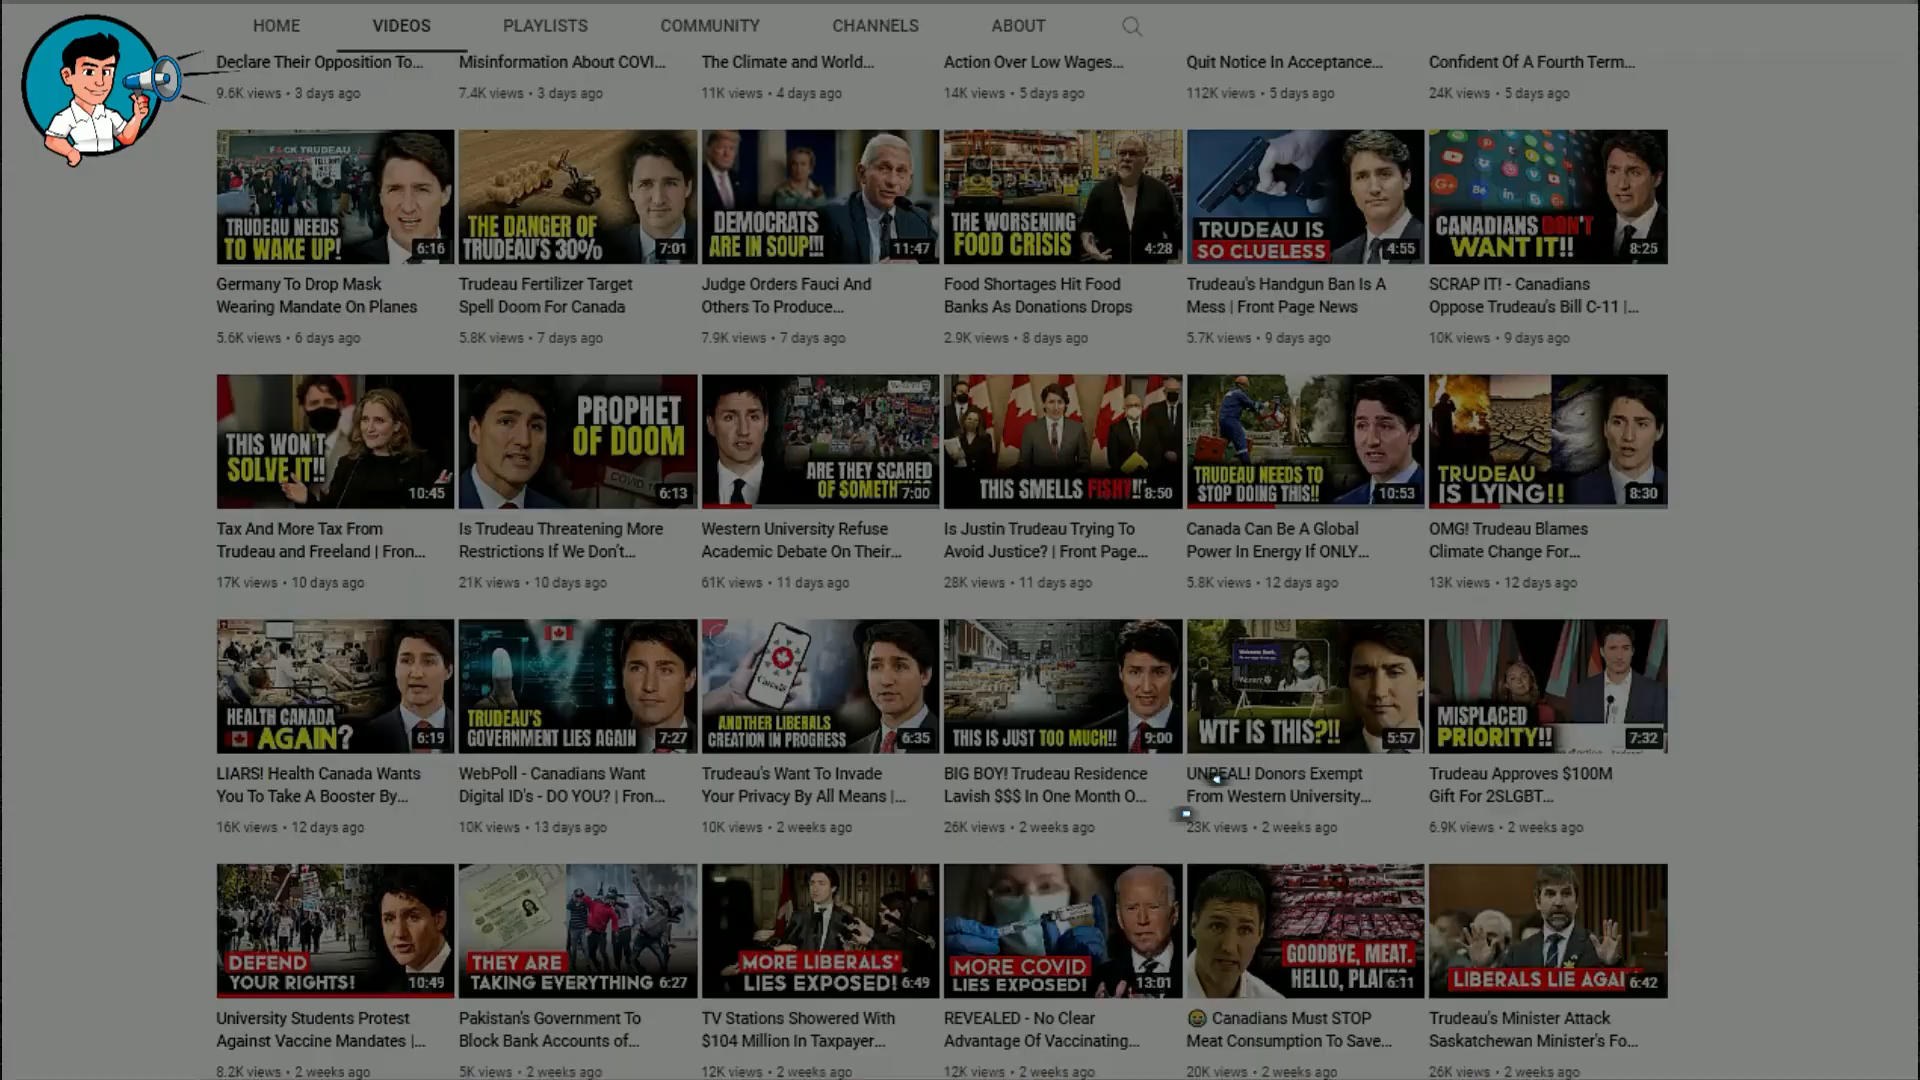 HOME VIDEOS PLAYLISTS COMMUNITY CHANNELS ABOUT
Declare Their Opposition To...
9.6K views • 3 days ago
Misinformation About COVI...
7.4K views • 3 days ago
The Climate and World...
11K views • 4 days ago
Action Over Low Wages...
14K views • 5 days ago
Quit Notice In Acceptance...
112K views • 5 days ago
Confident Of A Fourth Term...
24K views • 5 days ago
F CK TRUDEAU
TRUDEAU NEEDS
TO WAKE UP!
6:16
Germany To Drop Mask
Wearing Mandate On Planes
5.6K views • 6 days ago
THE DANGER OF
TRUDEAU'S 30%
7:01
Trudeau Fertilizer Target
Spell Doom For Canada
5.8K views • 7 days ago
DEMOCRATS
ARE IN SOUP!!!
11:47
Judge Orders Fauci And
Others To Produce...
7.9K views • 7 days ago
THE WORSENING
FOOD CRISIS
4:28
Food Shortages Hit Food
Banks As Donations Drops
2.9K views • 8 days ago
TRUDEAU IS
SO CLUELESS
4:55
Trudeau's Handgun Ban Is A
Mess | Front Page News
5.7K views • 9 days ago
CANADIANS DON'T
WANT IT!!
8:25
SCRAP IT! - Canadians
Oppose Trudeau's Bill C-11 |...
10K views • 9 days ago
THIS WON'T
SOLVE IT!!
10:45
Tax And More Tax From
Trudeau and Freeland | Fron...
17K views • 10 days ago
PROPHET
OF DOOM
6:13
Is Trudeau Threatening More
Restrictions If We Don't...
21K views • 10 days ago
ARE THEY SCARED
OF SOMETH
7:00
Western University Refuse
Academic Debate On Their...
61K views • 11 days ago
THIS SMELLS FISHY!!
8:50
Is Justin Trudeau Trying To
Avoid Justice? | Front Page...
28K views • 11 days ago
TRUDEAU NEEDS TO
STOP DOING THIS!!
10:53
Canada Can Be A Global
Power In Energy If ONLY...
5.8K views • 12 days ago
TRUDEAU
IS LYING!!
8:30
OMG! Trudeau Blames
Climate Change For...
13K views • 12 days ago
HEALTH CANADA
AGAIN?
6:19
LIARS! Health Canada Wants
You To Take A Booster By...
16K views • 12 days ago
TRUDEAU'S
GOVERNMENT LIES AGAIN
7:27
WebPoll - Canadians Want
Digital ID's - DO YOU? | Fron...
10K views • 13 days ago
ANOTHER LIBERALS
CREATION IN PROGRESS
6:35
Trudeau's Want To Invade
Your Privacy By All Means |...
10K views • 2 weeks ago
THIS IS JUST TOO MUCH!!
9:00
BIG BOY! Trudeau Residence
Lavish $$$ In One Month O...
26K views • 2 weeks ago
WTF IS THIS?!!
5:57
UNREAL! Donors Exempt
From Western University...
23K views • 2 weeks ago
MISPLACED
PRIORITY!!
7:32
Trudeau Approves $100M
Gift For 2SLGBT...
6.9K views • 2 weeks ago
DEFEND
YOUR RIGHTS!
10:49
University Students Protest
Against Vaccine Mandates |...
8.2K views • 2 weeks ago
THEY ARE
TAKING EVERYTHING
6:27
Pakistan's Government To
Block Bank Accounts of...
5K views • 2 weeks ago
MORE LIBERALS'
LIES EXPOSED!
6:49
TV Stations Showered With
$104 Million In Taxpayer...
12K views • 2 weeks ago
MORE COVID
LIES EXPOSED!
13:01
REVEALED - No Clear
Advantage Of Vaccinating...
12K views • 2 weeks ago
GOODBYE, MEAT.
HELLO, PLA
6:11
😂 Canadians Must STOP
Meat Consumption To Save...
20K views • 2 weeks ago
LIBERALS LIE AGAI
6:42
Trudeau's Minister Attack
Saskatchewan Minister's Fo...
26K views • 2 weeks ago